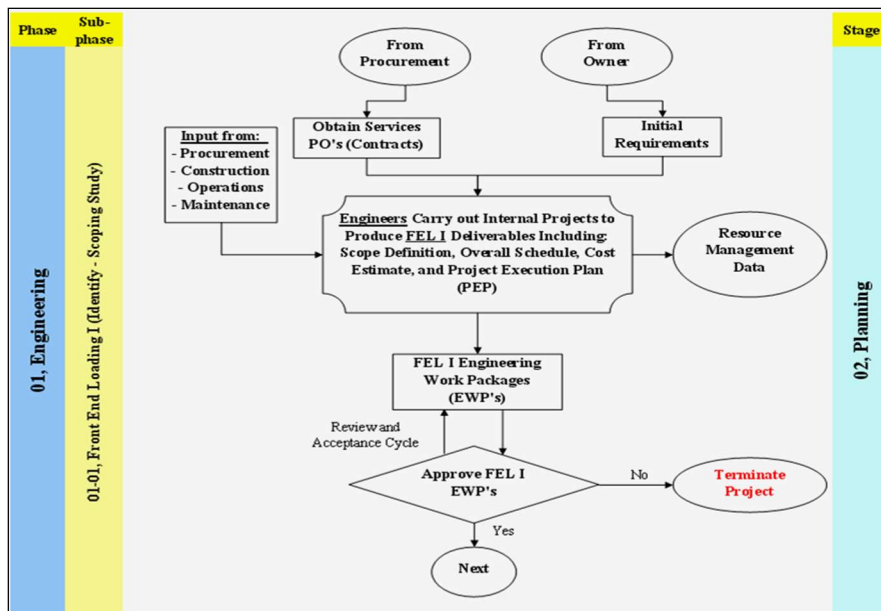 Phase
Sub-
phase
Stage
From
Procurement
From
Owner
Input from:
- Procurement
- Construction
- Operations
- Maintenance
Obtain Services
PO's (Contracts)
Initial
Requirements
Engineers Carry out Internal Projects to
Produce FEL I Deliverables Including:
Scope Definition, Overall Schedule, Cost
Estimate, and Project Execution Plan
(PEP)
Resource
Management
Data
01, Engineering
01-01, Front End Loading I (Identify - Scoping Study)
02, Planning
FEL I Engineering
Work Packages
(EWP's)
Review and
Acceptance Cycle
Approve FEL I
EWP's
No
Terminate
Project
Yes
Next